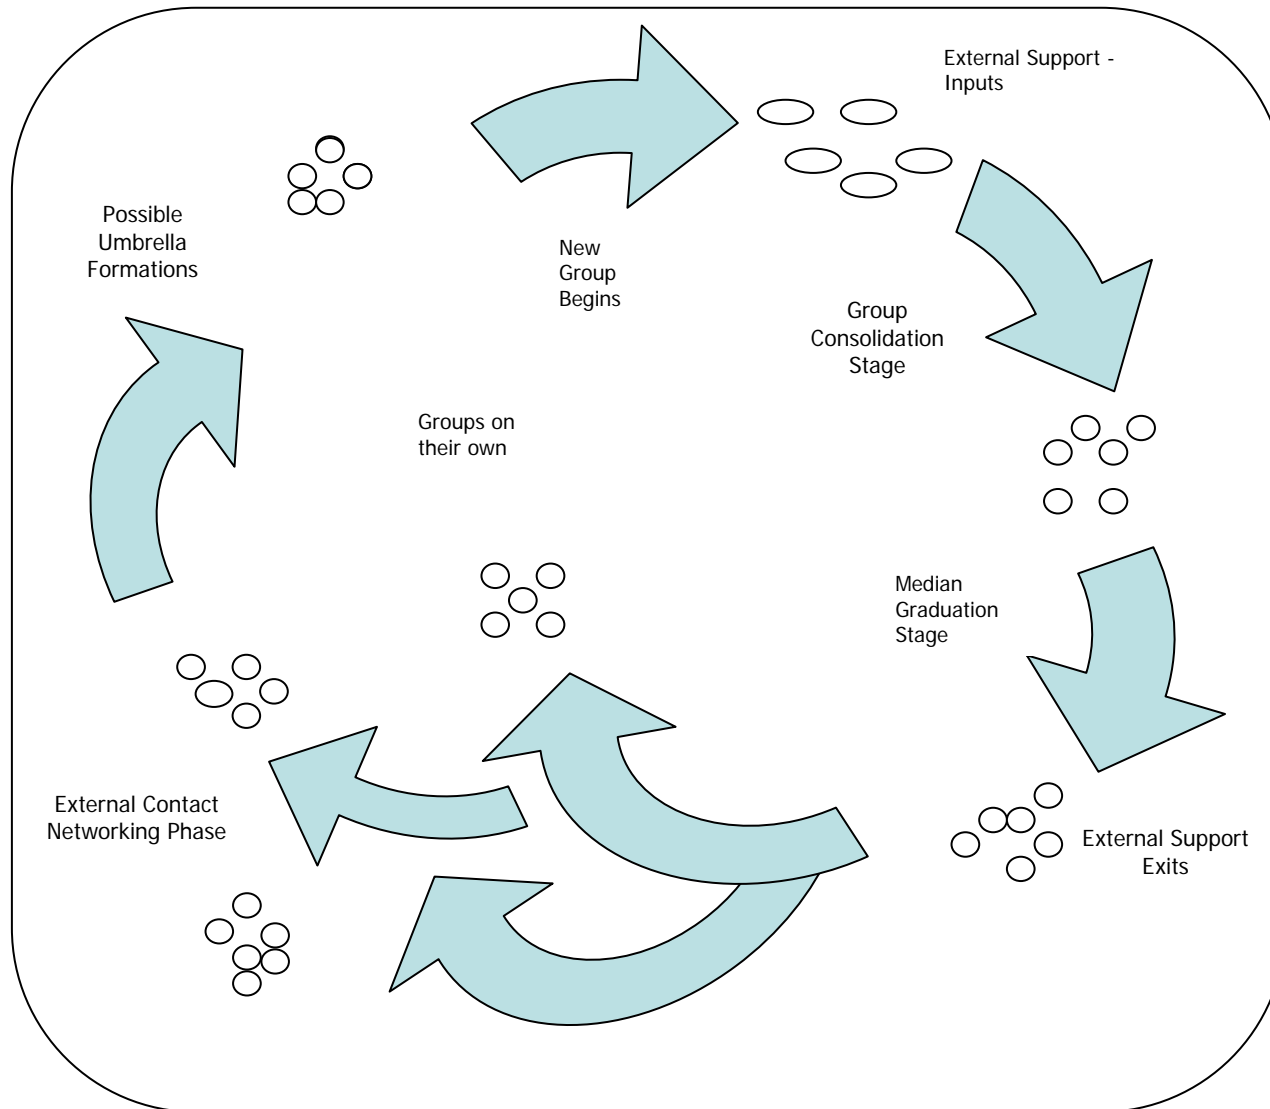 External Support -
Inputs
Possible
Umbrella
Formations
New
Group
Begins
Group
Consolidation
Stage
Groups on
their own
Median
Graduation
Stage
External Contact
Networking Phase
External Support
Exits